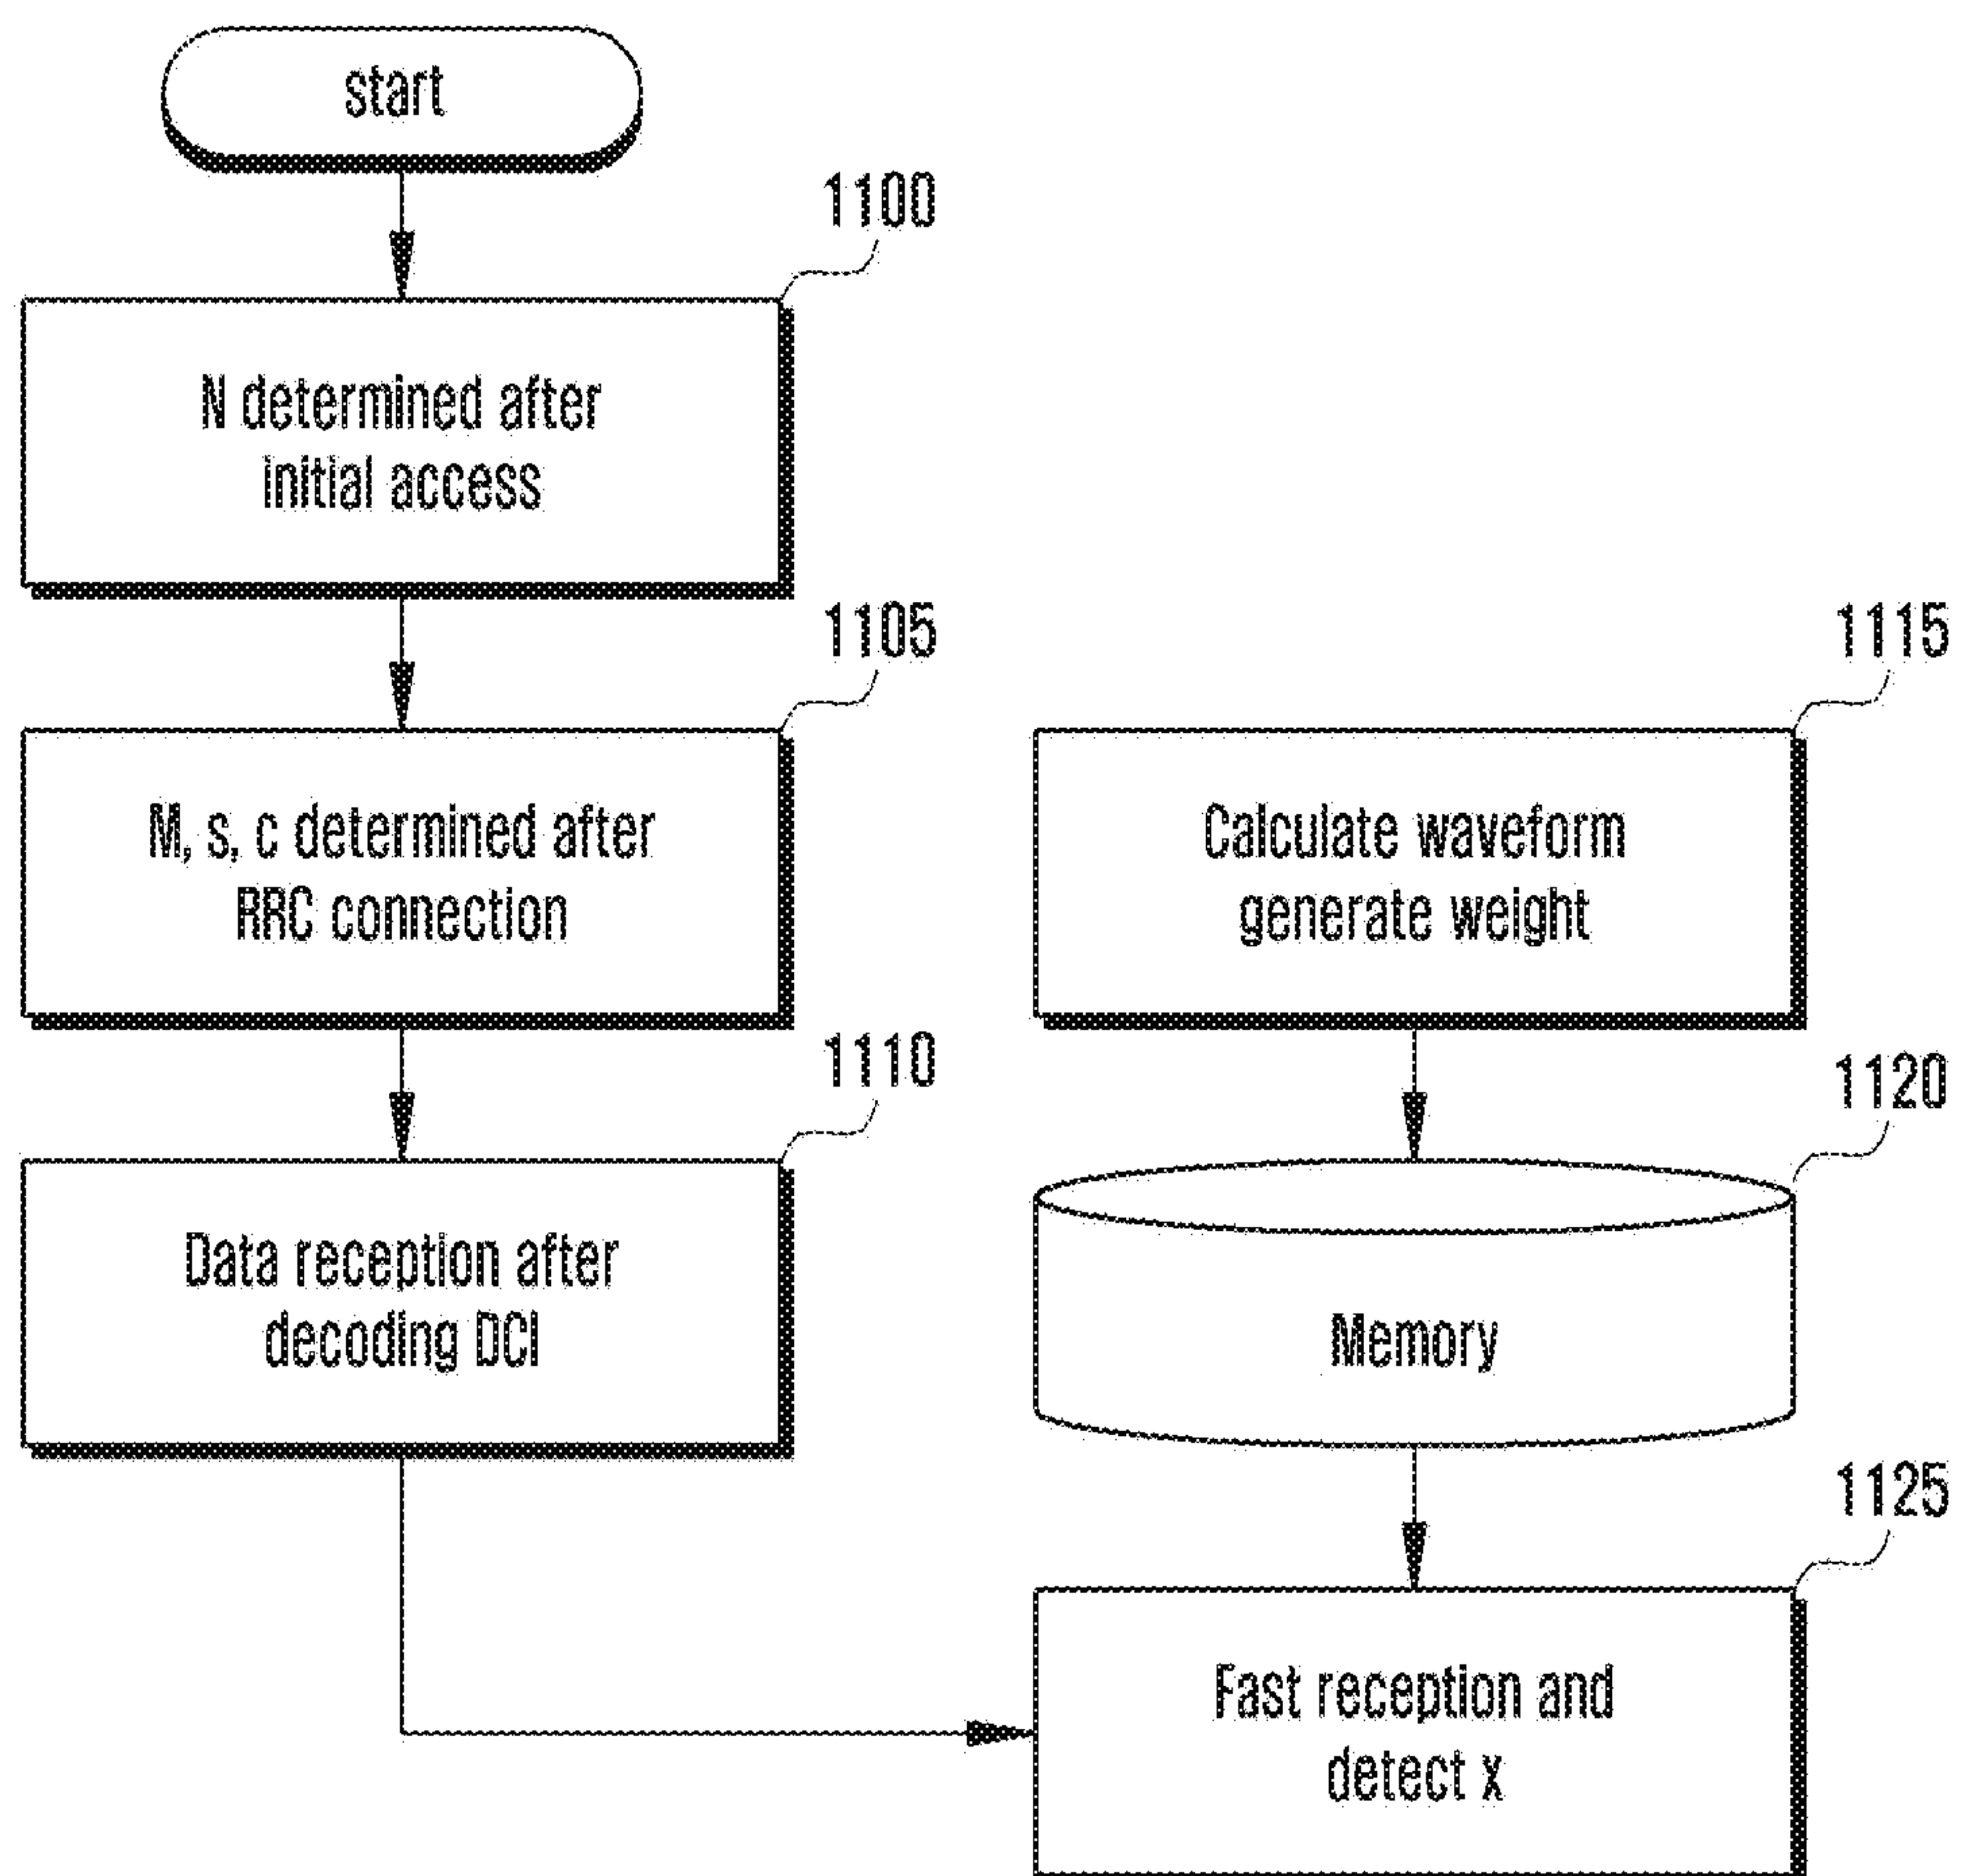 start
1100
N determined after
initial access
1105
M, s, c determined after
RRC connection
1110
Data reception after
decoding DCI
1115
Calculate waveform
generate weight
1120
Memory
1125
Fast reception and
detect x